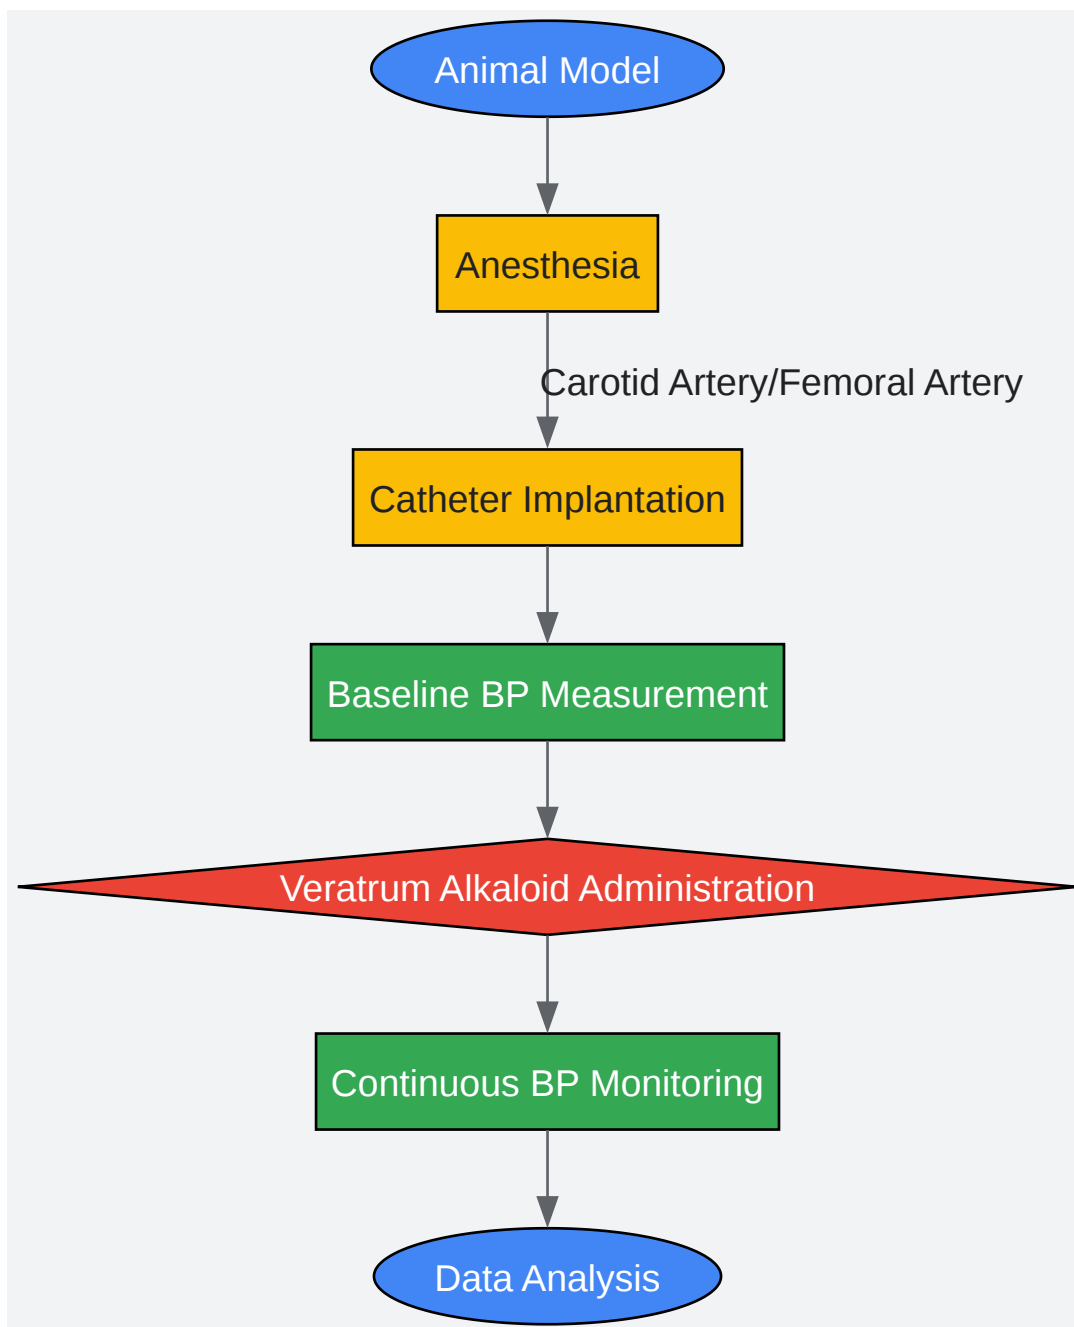 Animal Model
Anesthesia
Carotid Artery/Femoral Artery
Catheter Implantation
Baseline BP Measurement
Veratrum Alkaloid Administration
Continuous BP Monitoring
Data Analysis